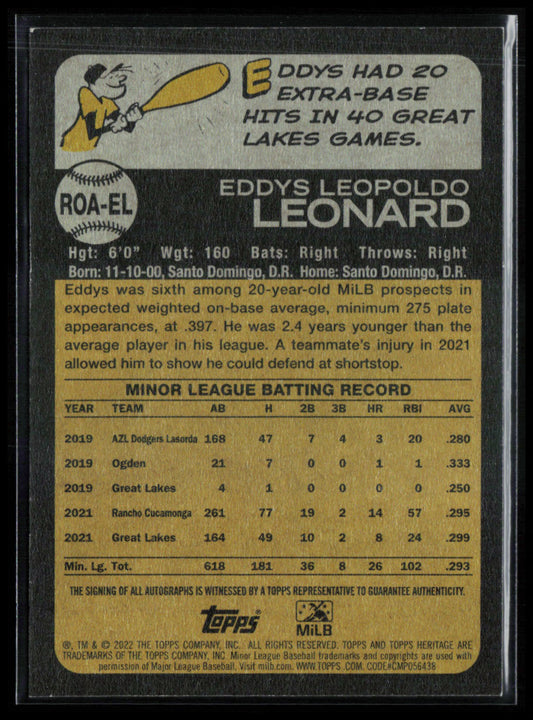 EDDYS HAD 20
EXTRA-BASE
HITS IN 40 GREAT
LAKES GAMES.
ROA-EL
EDDYS LEOPOLDO
LEONARD
Hgt: 6'0" Wgt: 160 Bats: Right Throws: Right
Born: 11-10-00, Santo Domingo, D.R. Home: Santo Domingo, D.R.
Eddys was sixth among 20-year-old MiLB prospects in
expected weighted on-base average, minimum 275 plate
appearances, at .397. He was 2.4 years younger than the
average player in his league. A teammate's injury in 2021
allowed him to show he could defend at shortstop.
MINOR LEAGUE BATTING RECORD
YEAR TEAM AB H 2B 3B HR RBI AVG
2019 AZL Dodgers Lasorda 168 47 7 4 3 20 .280
2019 Ogden 21 7 0 0 1 1 .333
2019 Great Lakes 4 1 0 0 0 0 .250
2021 Rancho Cucamonga 261 77 19 2 14 57 .295
2021 Great Lakes 164 49 10 2 8 24 .299
Min. Lg. Tot. 618 181 36 8 26 102 .293
THE SIGNING OF ALL AUTOGRAPHS IS WITNESSED BY A TOPPS REPRESENTATIVE TO GUARANTEE AUTHENTICITY.
TOPPS MiLB
®, TM & © 2022 THE TOPPS COMPANY, INC. ALL RIGHTS RESERVED. TOPPS AND TOPPS HERITAGE ARE
TRADEMARKS OF THE TOPPS COMPANY, INC. Minor League Baseball trademarks and copyrights are used with
permission of Major League Baseball. Visit milb.com. WWW.TOPPS.COM. CODE#CMP056438